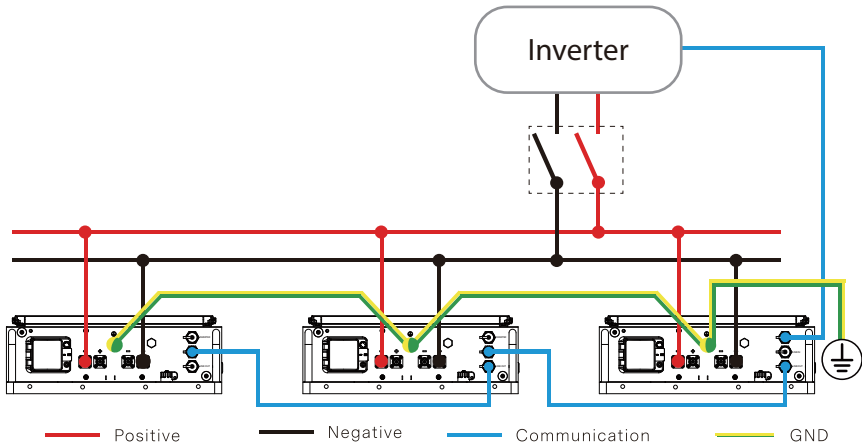 Inverter
Positive
Negative
Communication
GND